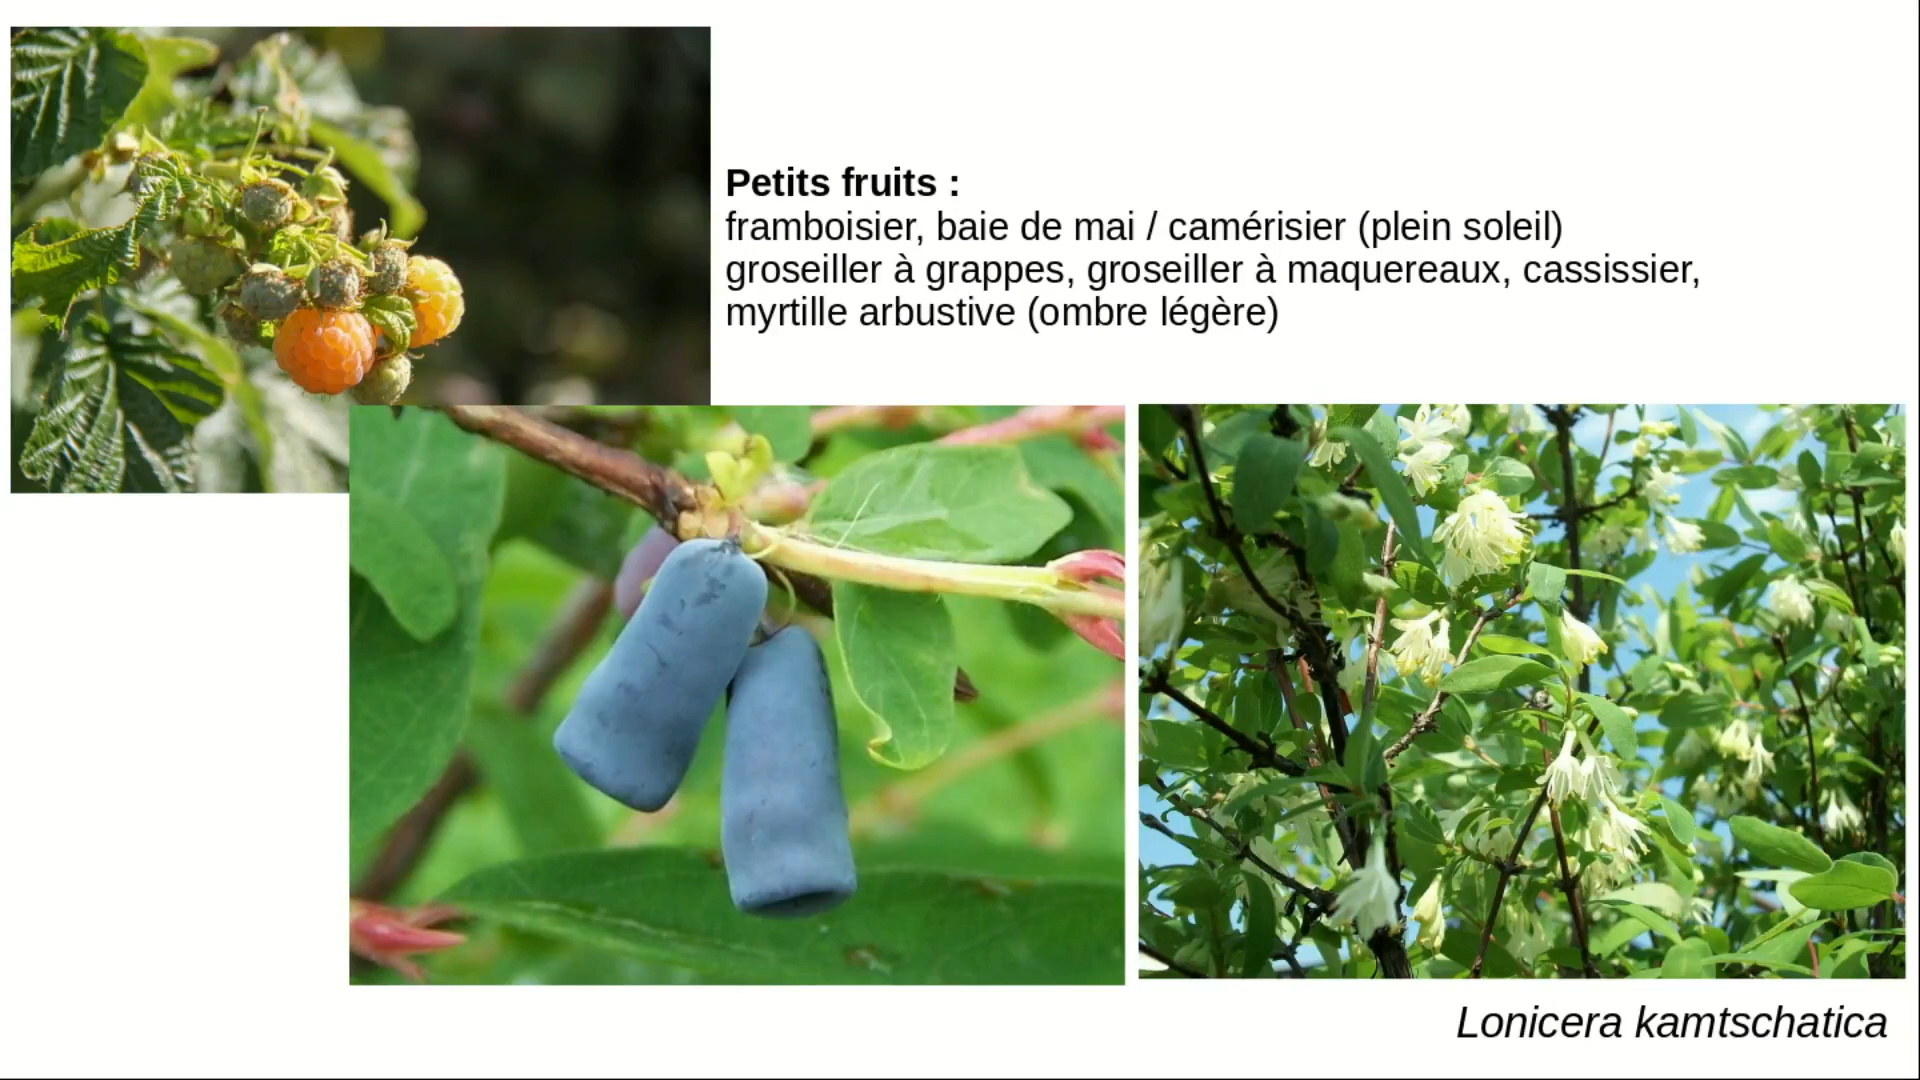 Petits fruits :
framboisier, baie de mai / camérisier (plein soleil)
groseiller à grappes, groseiller à maquereaux, cassissier,
myrtille arbustive (ombre légère)
Lonicera kamtschatica